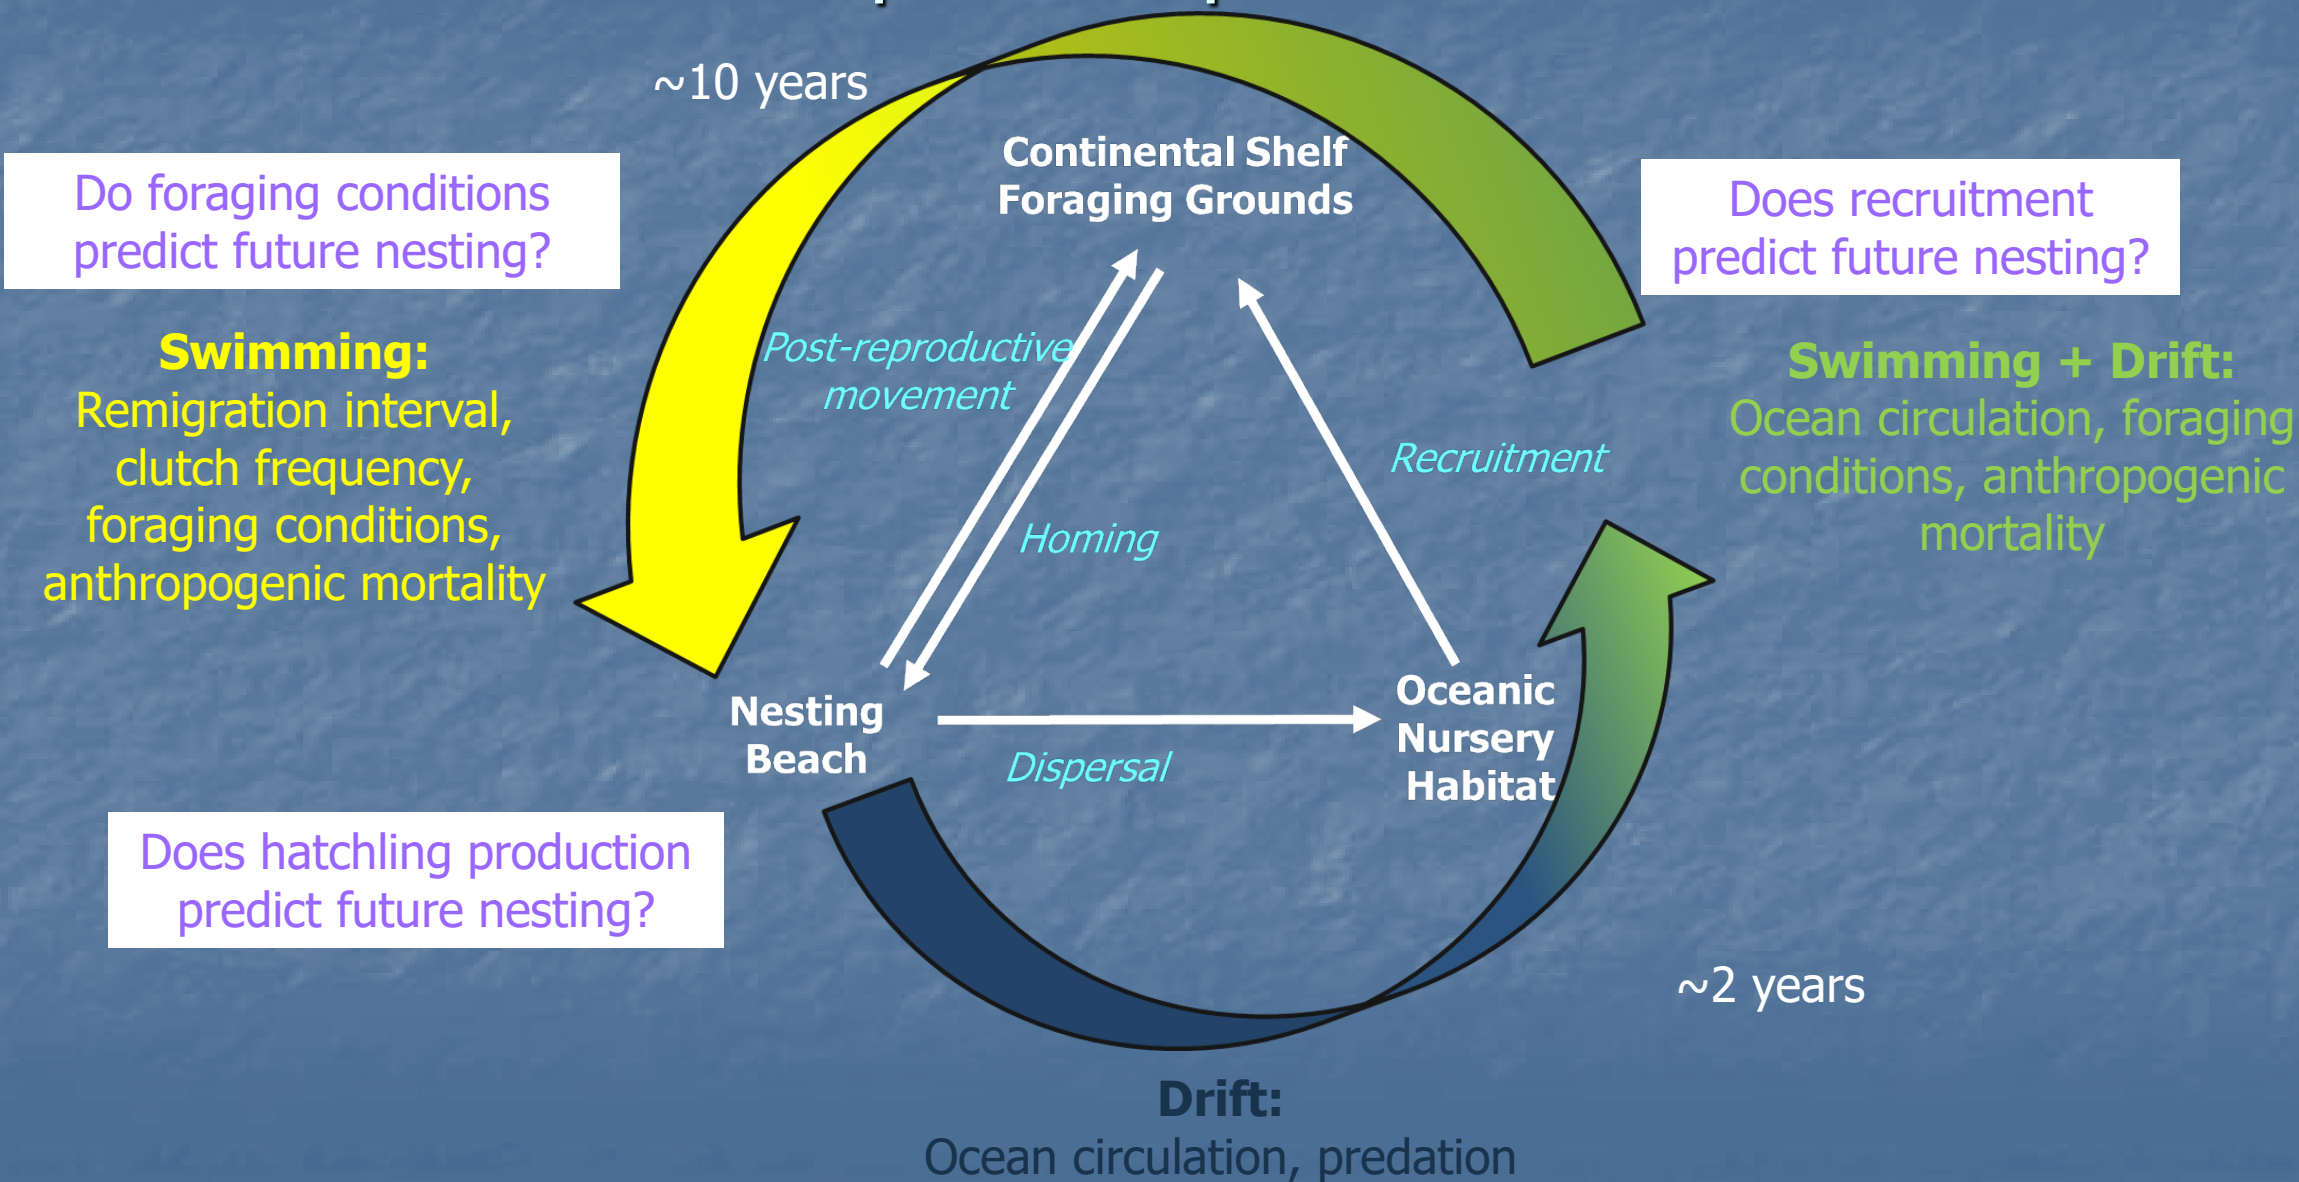 ~10 years
Continental Shelf
Foraging Grounds
Do foraging conditions
predict future nesting?
Does recruitment
predict future nesting?
Swimming:
Remigration interval,
clutch frequency,
foraging conditions,
anthropogenic mortality
Post-reproductive
movement
Homing
Recruitment
Swimming + Drift:
Ocean circulation, foraging
conditions, anthropogenic
mortality
Nesting
Beach
Dispersal
Oceanic
Nursery
Habitat
Does hatchling production
predict future nesting?
~2 years
Drift:
Ocean circulation, predation